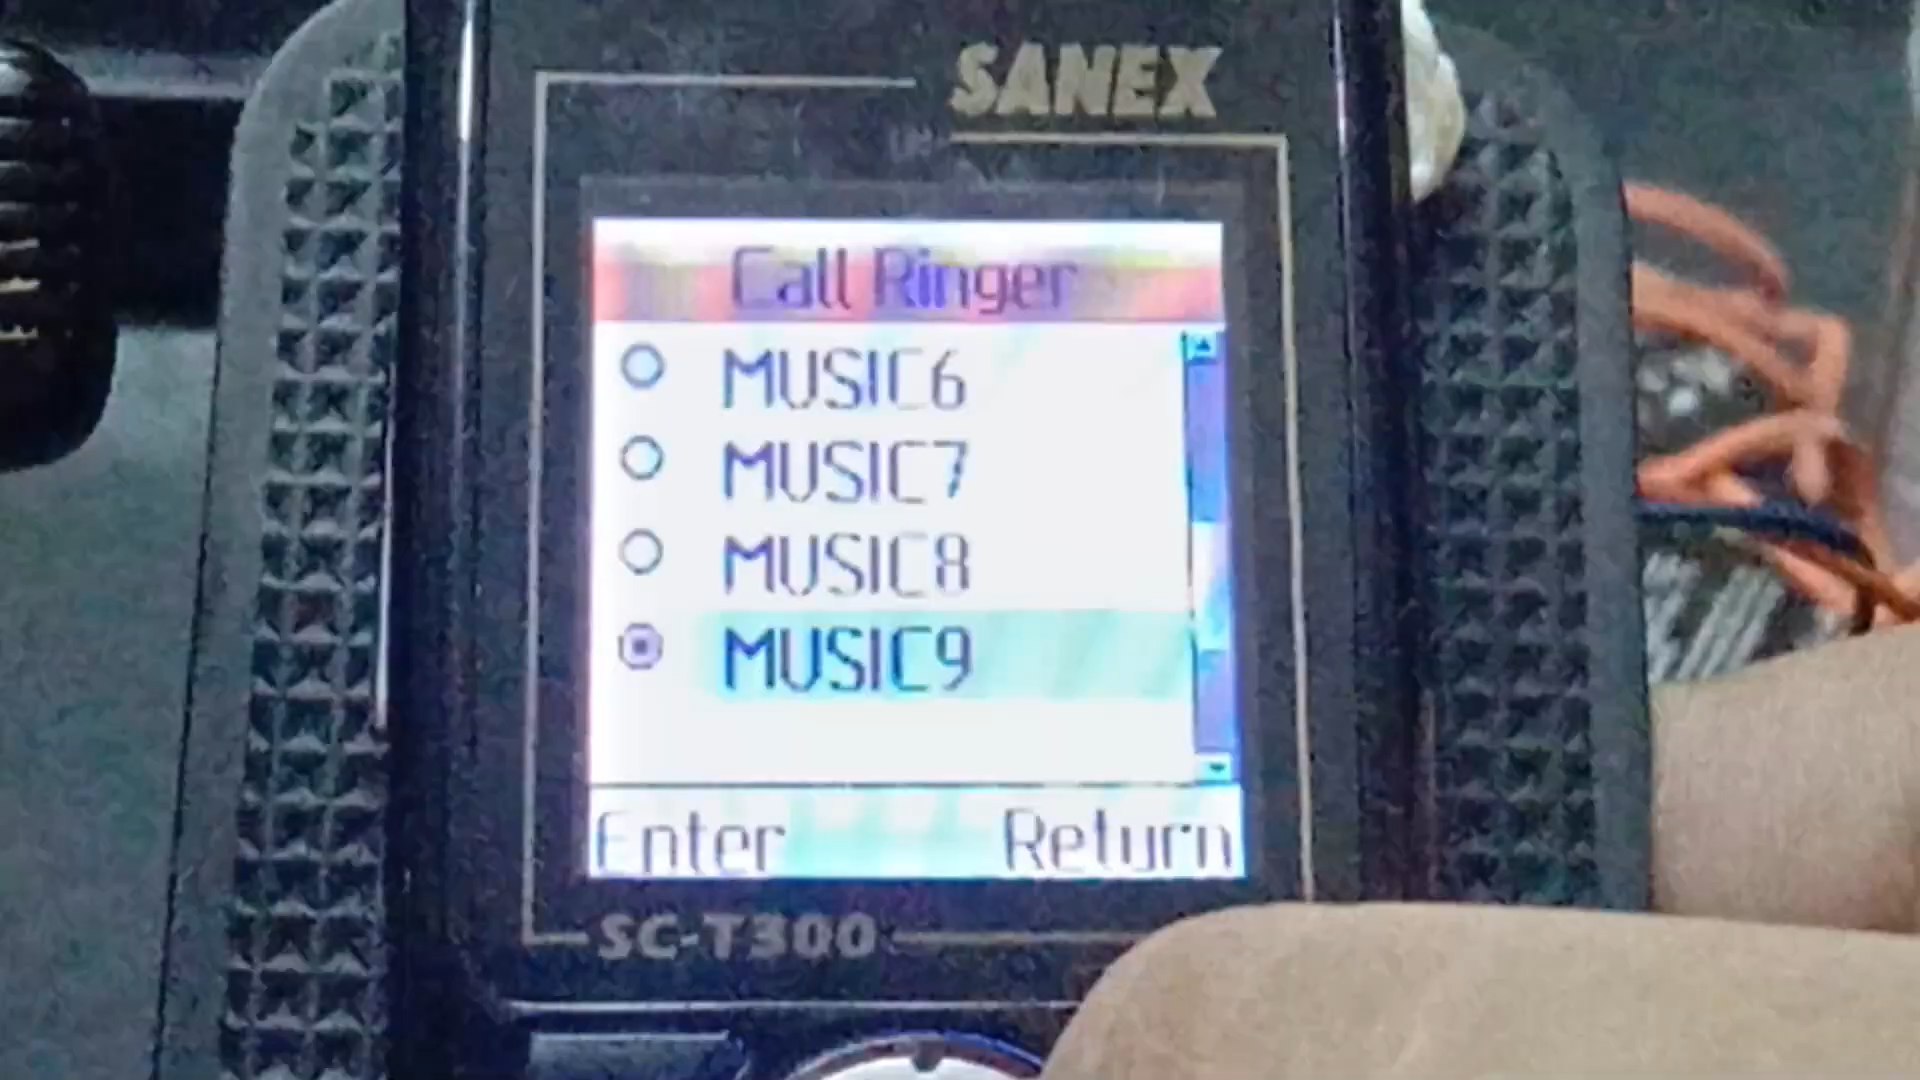 SANEX
Call Ringer
MUSIC6
MUSIC7
MUSIC8
MUSIC9
Enter Return
SC-T300